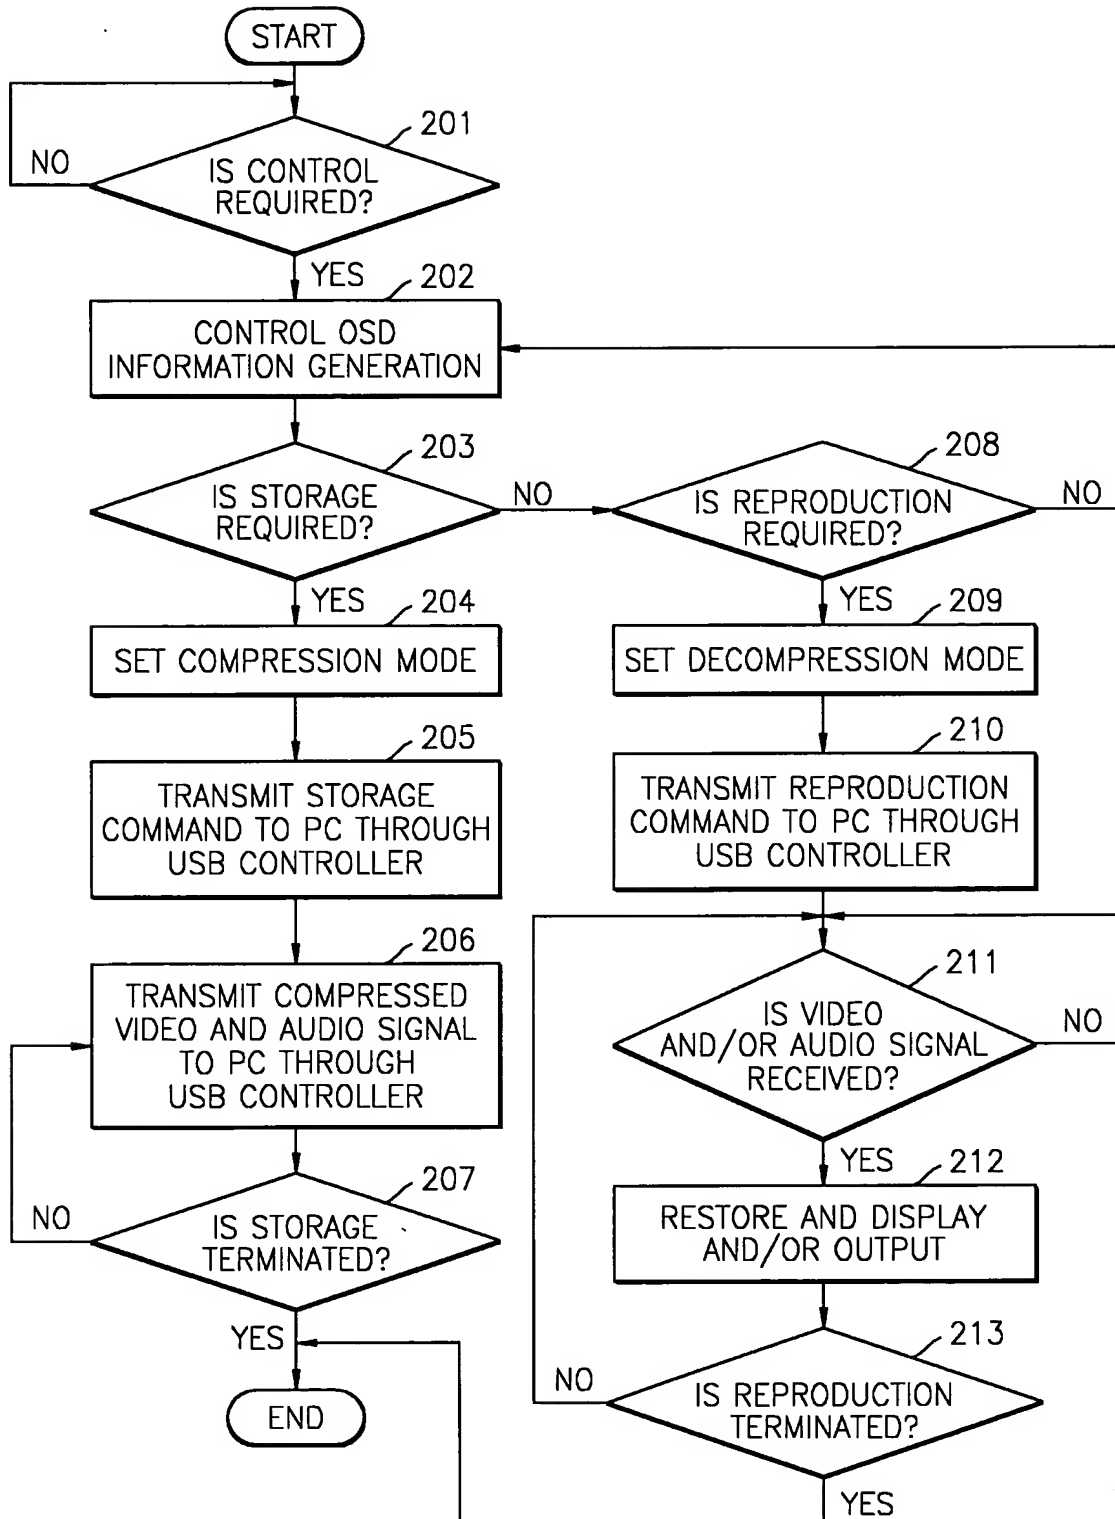 START
201
NO
IS CONTROL
REQUIRED?
YES
202
CONTROL OSD
INFORMATION GENERATION
203
IS STORAGE
REQUIRED?
NO
208
IS REPRODUCTION
REQUIRED?
NO
YES
204
SET COMPRESSION MODE
YES
209
SET DECOMPRESSION MODE
205
TRANSMIT STORAGE
COMMAND TO PC THROUGH
USB CONTROLLER
210
TRANSMIT REPRODUCTION
COMMAND TO PC THROUGH
USB CONTROLLER
206
TRANSMIT COMPRESSED
VIDEO AND AUDIO SIGNAL
TO PC THROUGH
USB CONTROLLER
211
IS VIDEO
AND/OR AUDIO SIGNAL
RECEIVED?
NO
207
NO
IS STORAGE
TERMINATED?
YES
212
RESTORE AND DISPLAY
AND/OR OUTPUT
YES
END
213
NO
IS REPRODUCTION
TERMINATED?
YES